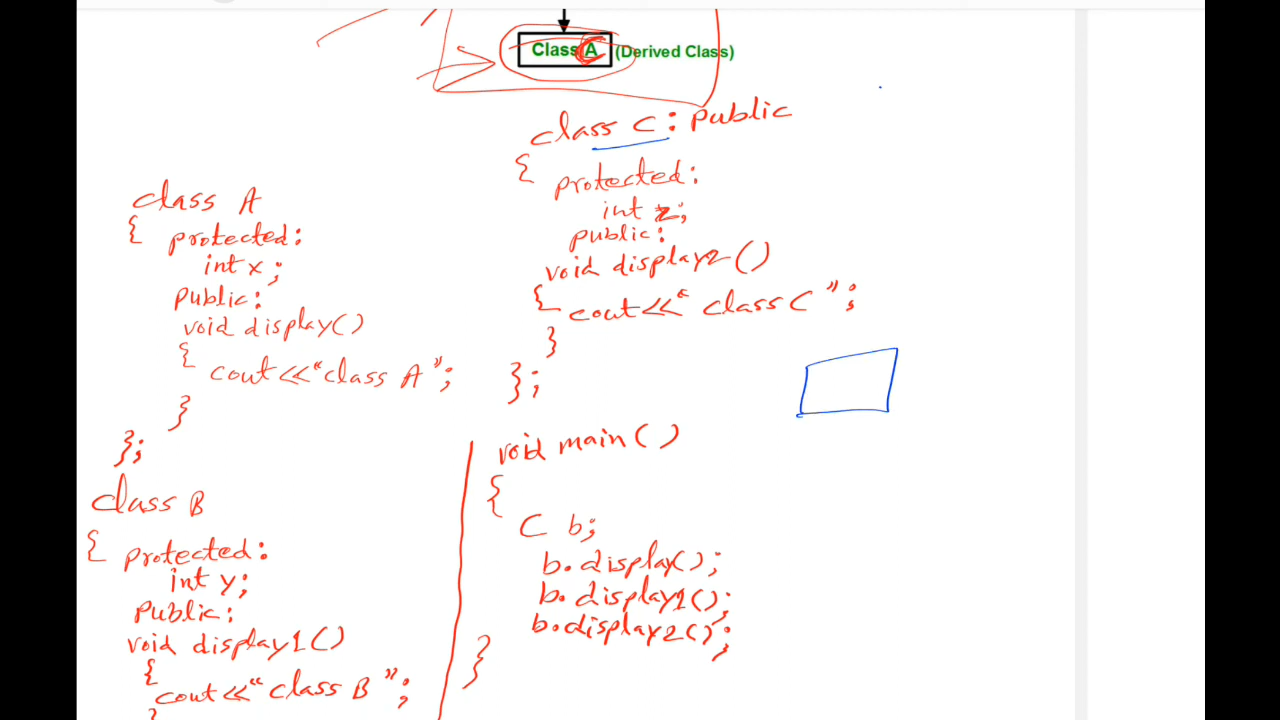 Class C (Derived Class)
class C : Public
{ protected:
int z;
public:
void display2()
{ cout<<"class C";
}
};
class A
{ protected:
int x;
Public:
void display()
{ cout<<"class A";
}
};
class B
{ protected:
int y;
Public:
void display1()
{
cout<<"class B";
}
void main()
{
C b;
b.display();
b.display1();
b.display2();
}